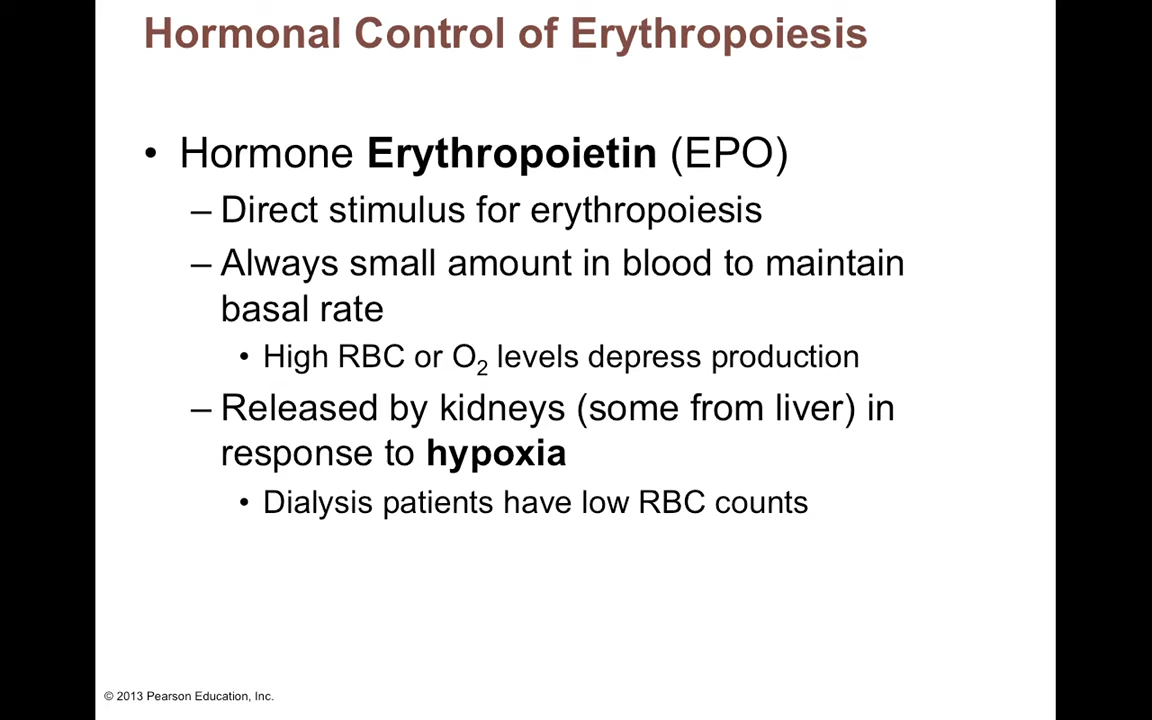 Hormonal Control of Erythropoiesis
• Hormone Erythropoietin (EPO)
– Direct stimulus for erythropoiesis
– Always small amount in blood to maintain
basal rate
• High RBC or O₂ levels depress production
– Released by kidneys (some from liver) in
response to hypoxia
• Dialysis patients have low RBC counts
© 2013 Pearson Education, Inc.